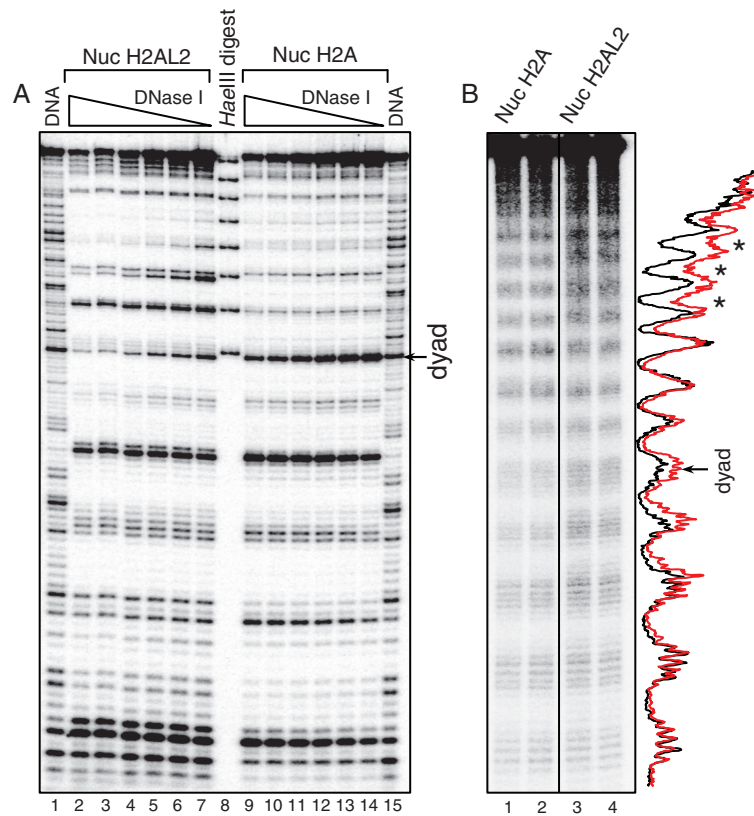 A
Nuc H2AL2
HaeIII digest
Nuc H2A
DNA
DNase I
DNase I
DNA
dyad
1 2 3 4 5 6 7 8 9 10 11 12 13 14 15
B
Nuc H2A
Nuc H2AL2
*
*
*
dyad
1 2 3 4